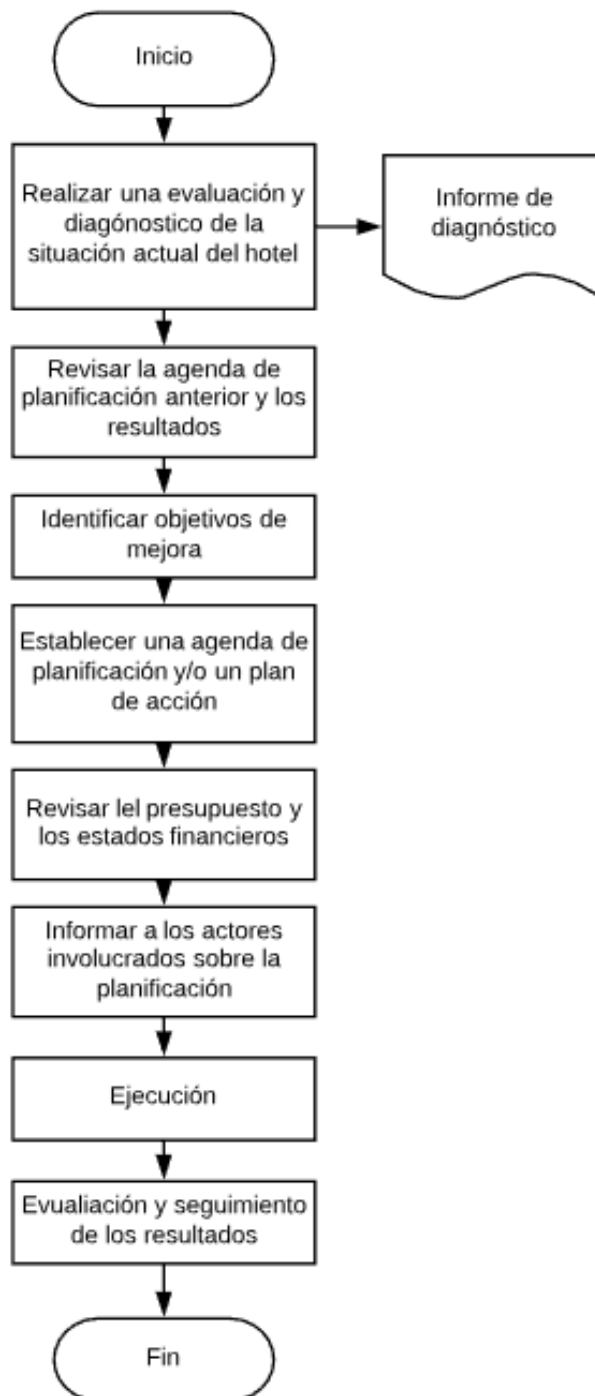 Inicio
Realizar una evaluación y
diagónostico de la
situación actual del hotel
Informe de
diagnóstico
Revisar la agenda de
planificación anterior y los
resultados
Identificar objetivos de
mejora
Establecer una agenda de
planificación y/o un plan
de acción
Revisar lel presupuesto y
los estados financieros
Informar a los actores
involucrados sobre la
planificación
Ejecución
Evualiación y seguimiento
de los resultados
Fin